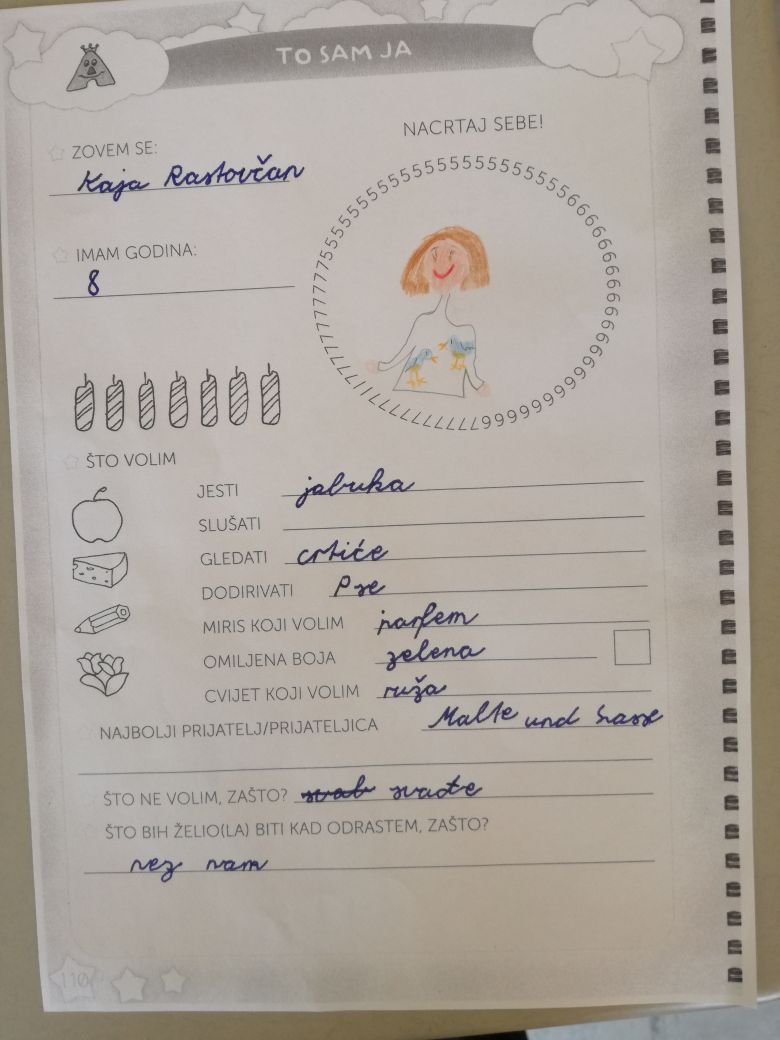 TO SAM JA
NACRTAJ SEBE!
ZOVEM SE:
Kaja Rastovčan
IMAM GODINA:
8
ŠTO VOLIM
JESTI jabuka
SLUŠATI
GLEDATI crtiće
DODIRIVATI Pse
MIRIS KOJI VOLIM parfem
OMILJENA BOJA zelena
CVIJET KOJI VOLIM ruža
NAJBOLJI PRIJATELJ/PRIJATELJICA Malte und
ŠTO NE VOLIM, ZAŠTO? svađe
ŠTO BIH ŽELIO(LA) BITI KAD ODRASTEM, ZAŠTO?
nez nam
110